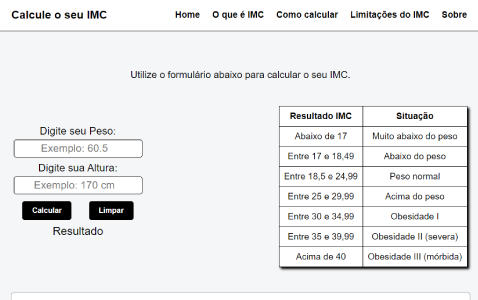 Calcule o seu IMC
Home O que é IMC Como calcular Limitações do IMC Sobre
Utilize o formulário abaixo para calcular o seu IMC.
Digite seu Peso:
Exemplo: 60.5
Digite sua Altura:
Exemplo: 170 cm
Calcular Limpar
Resultado
Resultado IMC Situação
Abaixo de 17 Muito abaixo do peso
Entre 17 e 18,49 Abaixo do peso
Entre 18,5 e 24,99 Peso normal
Entre 25 e 29,99 Acima do peso
Entre 30 e 34,99 Obesidade I
Entre 35 e 39,99 Obesidade II (severa)
Acima de 40 Obesidade III (mórbida)